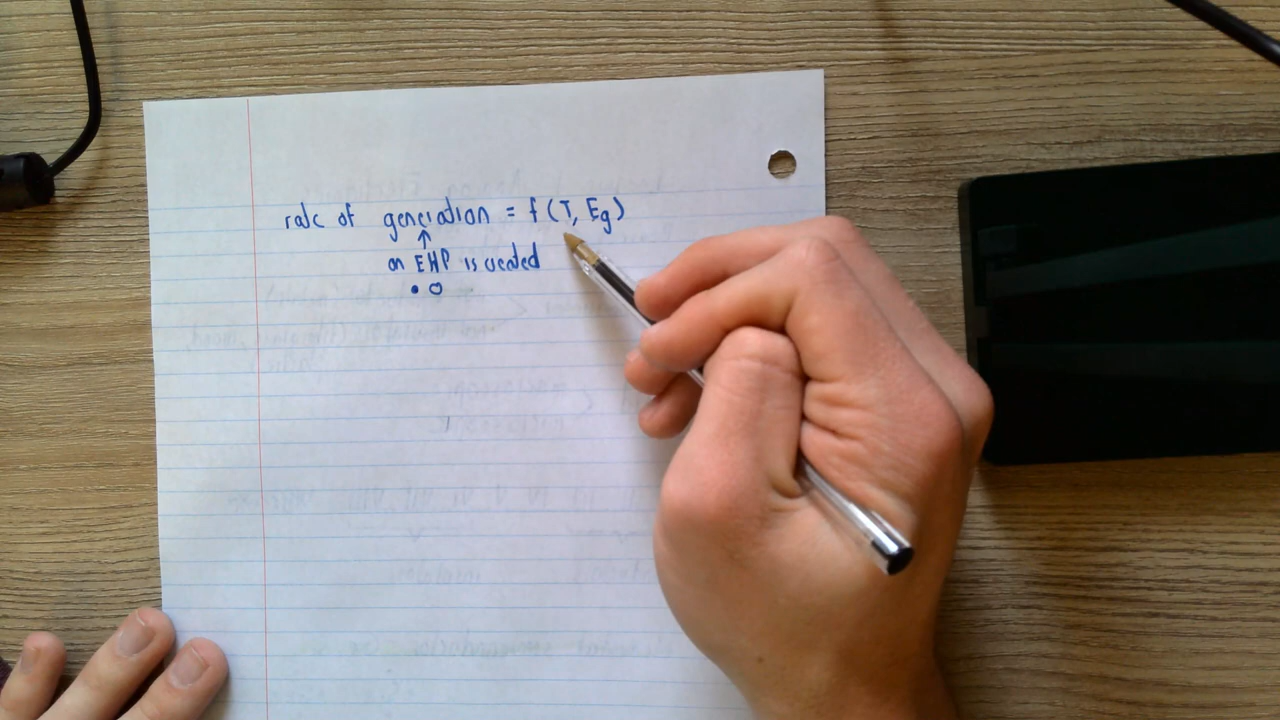 rate of generation = f (T, Eg)
↑
an EHP is created